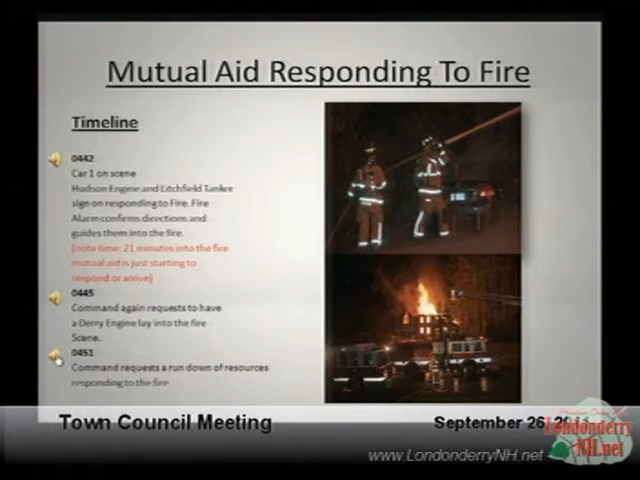 Mutual Aid Responding To Fire
Timeline
0442
Car 1 on scene
Hudson Engine and Litchfield Tanker
sign on responding to Fire. Fire
Alarm confirms directions and
guides them into the fire.
(note time: 21 minutes into the fire
mutual aid is just starting to
respond or arrive)
0445
Command again requests to have
a Derry Engine lay into the fire
Scene.
0451
Command requests a run down of resources
responding to the fire
Town Council Meeting
September 26, 20
Londonderry
NH.net
www.LondonderryNH.net